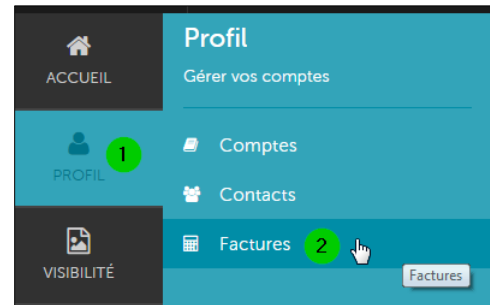 ACCUEIL
PROFIL
1
VISIBILITÉ
Profil
Gérer vos comptes
Comptes
Contacts
Factures 2
Factures